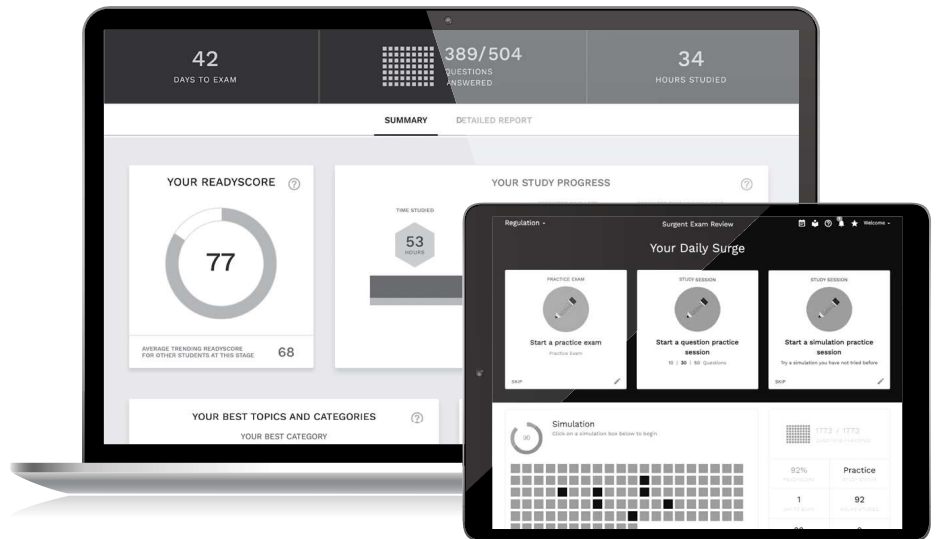 42
DAYS TO EXAM
389/504
QUESTIONS
ANSWERED
34
HOURS STUDIED
SUMMARY
DETAILED REPORT
YOUR READYSCORE ?
77
AVERAGE TRENDING READYSCORE
FOR OTHER STUDENTS AT THIS STAGE
68
YOUR STUDY PROGRESS ?
TIME STUDIED
53
HOURS
YOUR BEST TOPICS AND CATEGORIES ?
YOUR BEST CATEGORY
Regulation
Surgent Exam Review
Welcome
Your Daily Surge
PRACTICE EXAM
Start a practice exam
Practice Exam
SKIP
STUDY SESSION
Start a question practice
session
10 | 30 | 50 Questions
STUDY SESSION
Start a simulation practice
session
Try a simulation you have not tried before
SKIP
90
Simulation
Click on a simulation box below to begin
1773 / 1773
92%
Practice
1
92